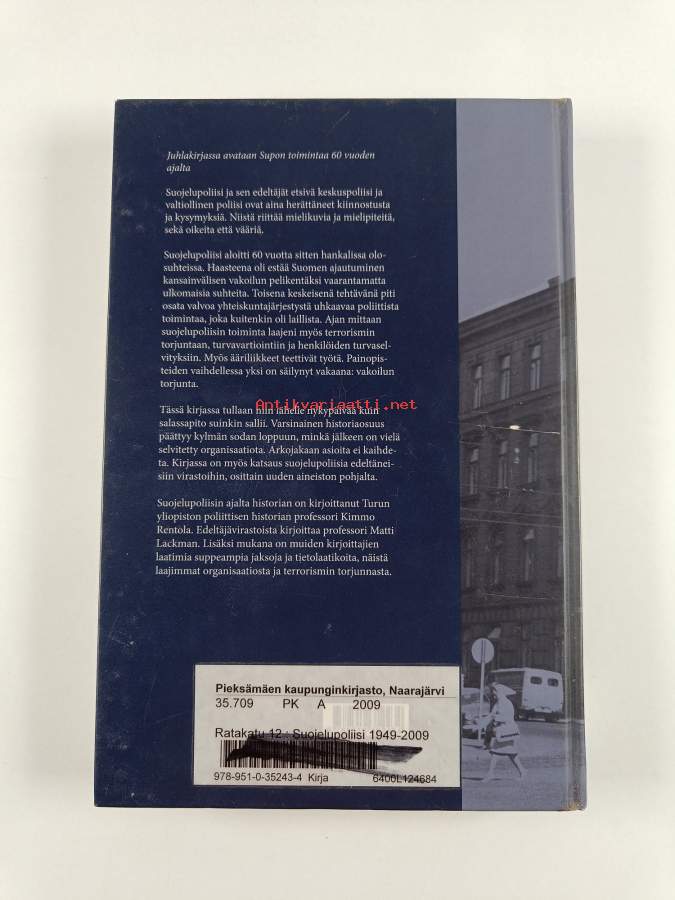 Juhlakirjassa avataan Supon toimintaa 60 vuoden
ajalta
Suojelupoliisi ja sen edeltäjät etsivä keskuspoliisi ja
valtiollinen poliisi ovat aina herättäneet kiinnostusta
ja kysymyksiä. Niistä riittää mielikuvia ja mielipiteitä,
sekä oikeita että vääriä.
Suojelupoliisi aloitti 60 vuotta sitten hankalissa olo-
suhteissa. Haasteena oli estää Suomen ajautuminen
kansainvälisen vakoilun pelikentäksi vaarantamatta
ulkomaisia suhteita. Toisena keskeisenä tehtävänä piti
osata valvoa yhteiskuntajärjestystä uhkaavaa poliittista
toimintaa, joka kuitenkin oli laillista. Ajan mittaan
suojelupoliisin toiminta laajeni myös terrorismin
torjuntaan, turvavartiointiin ja henkilöiden turvasel-
vityksiin. Myös ääriliikkeet teettivät työtä. Painopis-
teiden vaihdellessa yksi on säilynyt vakaana: vakoilun
torjunta.
Antikvariaatti.net
Tässä kirjassa tullaan niin lähelle nykypäivää kuin
salassapito suinkin sallii. Varsinainen historiaosuus
päättyy kylmän sodan loppuun, minkä jälkeen on vielä
selvitetty organisaatiota. Arkojakaan asioita ei kaihde-
ta. Kirjassa on myös katsaus suojelupoliisia edeltänei-
siin virastoihin, osittain uuden aineiston pohjalta.
Suojelupoliisin ajalta historian on kirjoittanut Turun
yliopiston poliittisen historian professori Kimmo
Rentola. Edeltäjävirastoista kirjoittaa professori Matti
Lackman. Lisäksi mukana on muiden kirjoittajien
laatimia suppeampia jaksoja ja tietolaatikoita, näistä
laajimmat organisaatiosta ja terrorismin torjunnasta.
Pieksämäen kaupunginkirjasto, Naarajärvi
35.709 PK A 2009
Ratakatu 12 : Suojelupoliisi 1949-2009
978-951-0-35243-4 Kirja 6400L124684